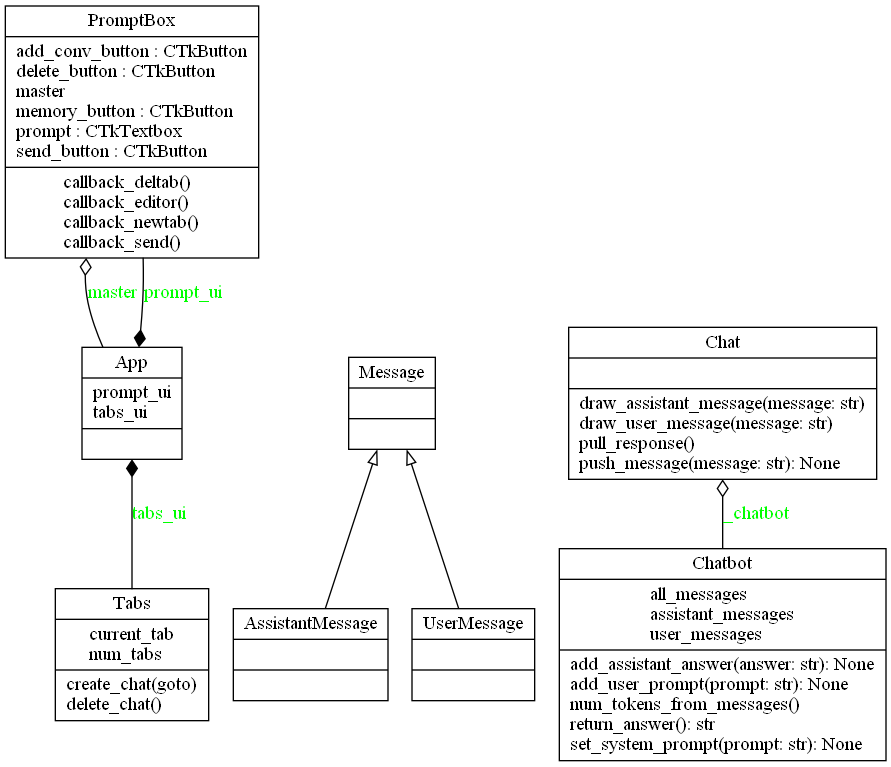 PromptBox
add_conv_button : CTkButton
delete_button : CTkButton
master
memory_button : CTkButton
prompt : CTkTextbox
send_button : CTkButton
callback_deltab()
callback_editor()
callback_newtab()
callback_send()
master
prompt_ui
App
prompt_ui
tabs_ui
tabs_ui
Tabs
current_tab
num_tabs
create_chat(goto)
delete_chat()
Message
AssistantMessage
UserMessage
Chat
draw_assistant_message(message: str)
draw_user_message(message: str)
pull_response()
push_message(message: str): None
_chatbot
Chatbot
all_messages
assistant_messages
user_messages
add_assistant_answer(answer: str): None
add_user_prompt(prompt: str): None
num_tokens_from_messages()
return_answer(): str
set_system_prompt(prompt: str): None